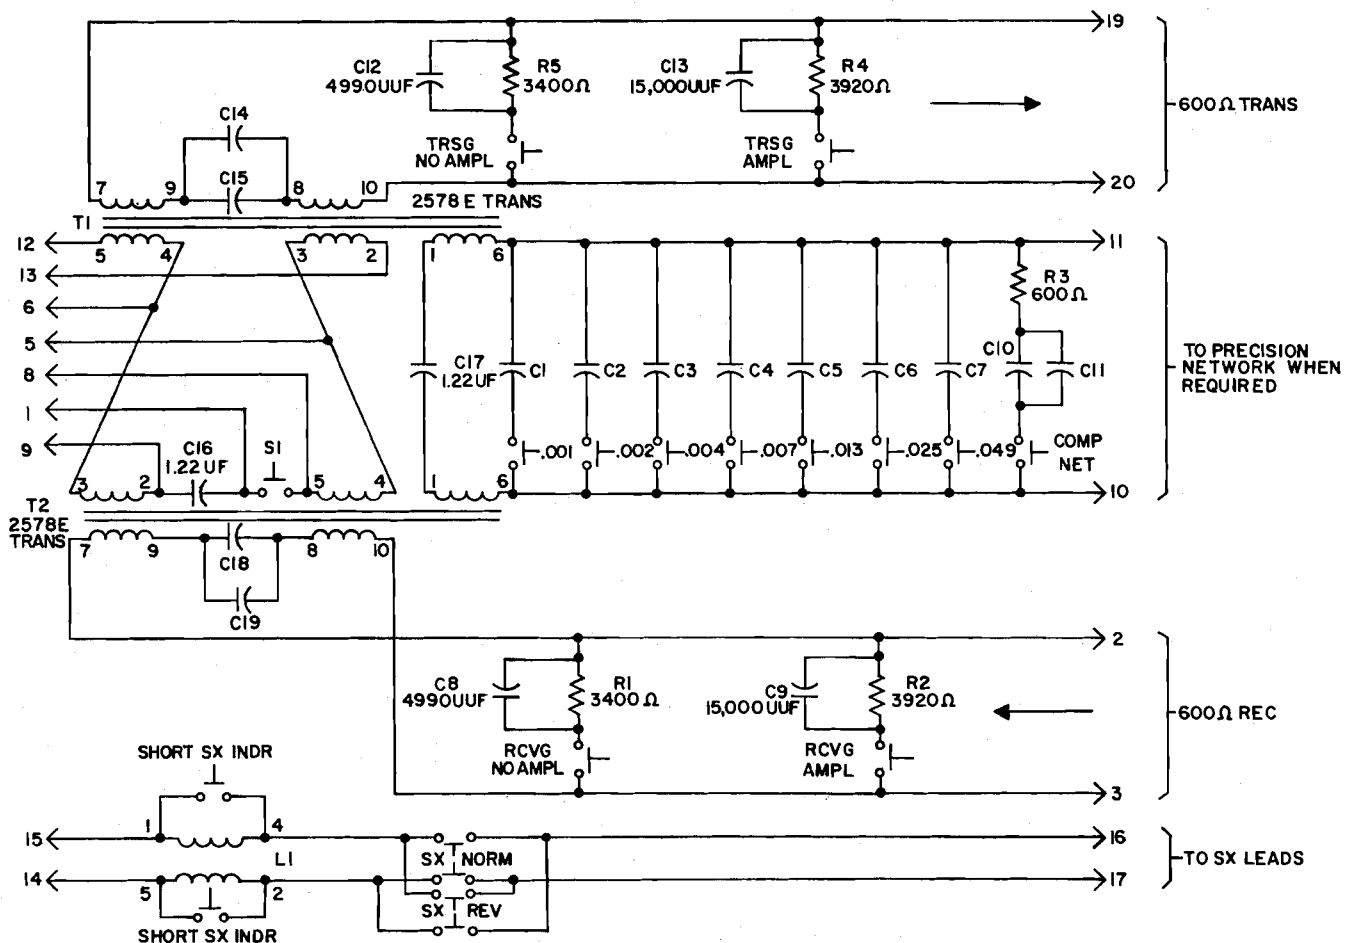 19
C12
4990UUF
R5
3400Ω
C13
15,000UUF
R4
3920Ω
600Ω TRANS
C14
TRSG
NO AMPL
TRSG
AMPL
7 9 C15 8 10
20
2578 E TRANS
T1
12 5 4 3 2 1 6 11
13
R3
600Ω
6
5
8
C17
1.22UF
C1 C2 C3 C4 C5 C6 C7 C10 C11
TO PRECISION
NETWORK WHEN
REQUIRED
1
9
C16
1.22UF
S1
.001 .002 .004 .007 .013 .025 .049
COMP
NET
3 2 5 4 1 6 10
T2
2578E
TRANS
7 9 C18 8 10
C19
2
C8
4990UUF
R1
3400Ω
C9
15,000UUF
R2
3920Ω
600Ω REC
RCVG
NO AMPL
RCVG
AMPL
3
SHORT SX INDR
15 1 4 16
L1
SX NORM
TO SX LEADS
14 5 2 17
SX REV
SHORT SX INDR